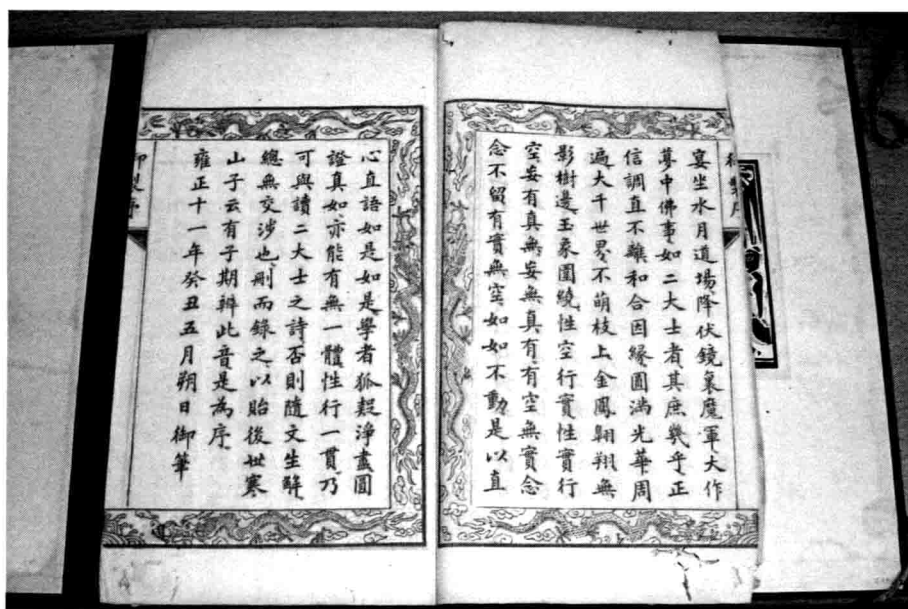 宴坐水月道場降伏鏡象魔軍大作
夢中佛事如二大士者其庶幾乎正
信調直不離和合因緣圓滿光華周
遍大千世界不萌枝上金鳳翺翔無
影樹邊玉象圍繞性空行實性實行
空妄有真無妄無真有有空無實念
念不留有實無空如如不動是以直
心直語如是如是學者狐疑淨盡圓
證真如亦能有無一體性行一貫乃
可與讀二大士之詩否則隨文生解
總無交涉也刪而錄之以貽後世寒
山子云有子期辨此音是為序
雍正十一年癸丑五月朔日御筆
御製序